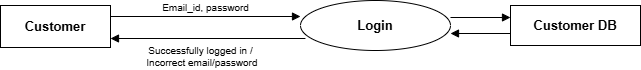 Email_id, password
Customer
Login
Customer DB
Successfully logged in /
Incorrect email/password